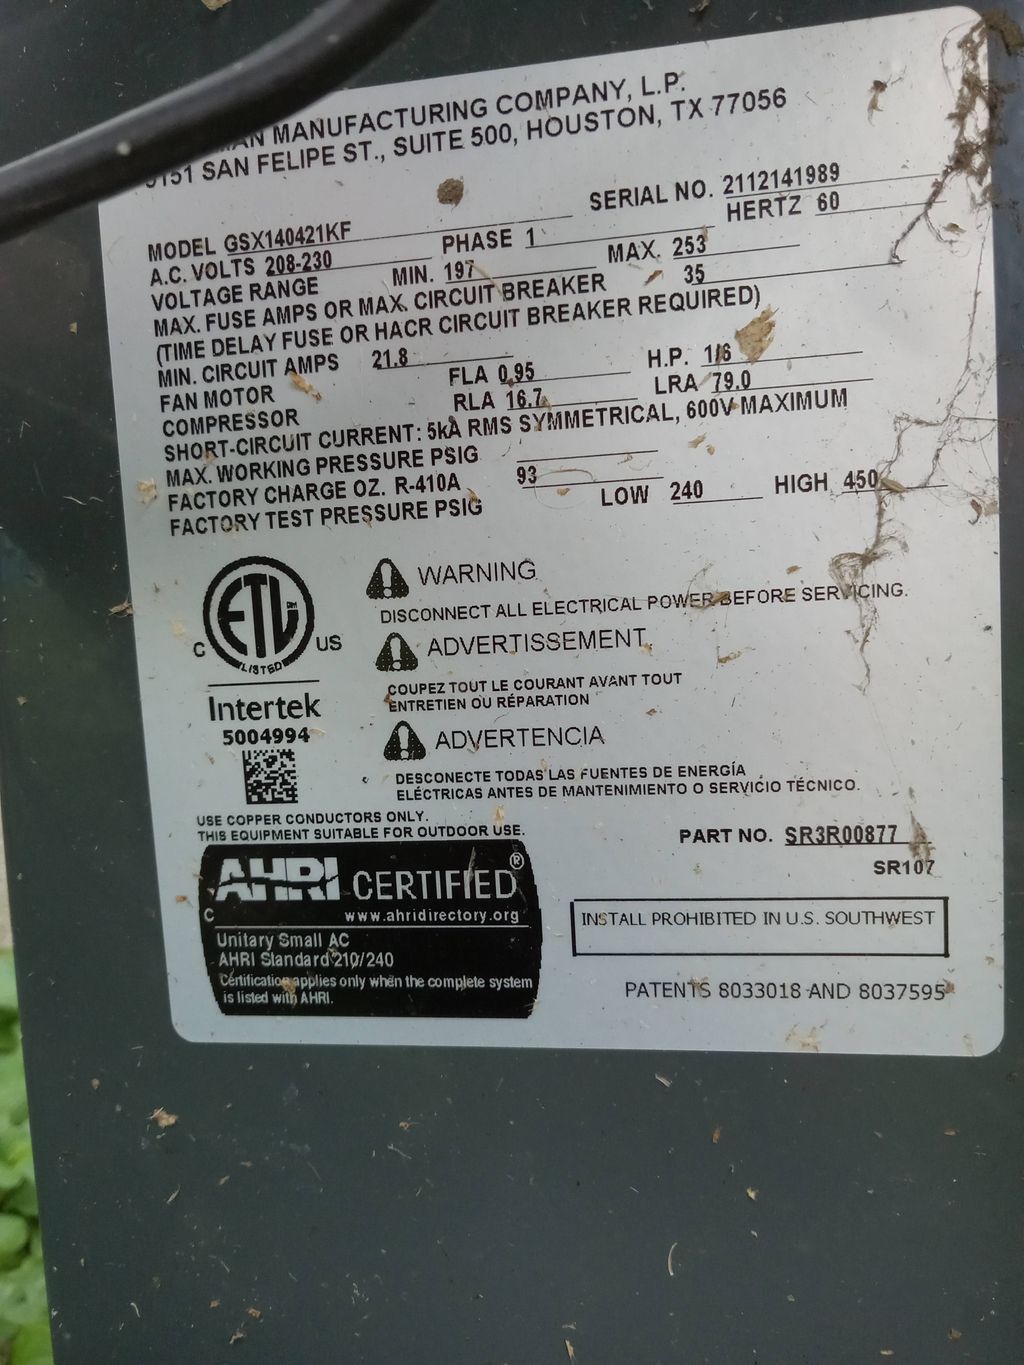 MANUFACTURING COMPANY, L.P.
SAN FELIPE ST., SUITE 500, HOUSTON, TX 77056
SERIAL NO. 2112141989
MODEL GSX140421KF PHASE 1 HERTZ 60
A.C. VOLTS 208-230
VOLTAGE RANGE MIN. 197 MAX. 253
MAX. FUSE AMPS OR MAX. CIRCUIT BREAKER 35
(TIME DELAY FUSE OR HACR CIRCUIT BREAKER REQUIRED)
MIN. CIRCUIT AMPS 21.8
FAN MOTOR FLA 0.95 H.P. 1/6
COMPRESSOR RLA 16.7 LRA 79.0
SHORT-CIRCUIT CURRENT: 5kA RMS SYMMETRICAL, 600V MAXIMUM
MAX. WORKING PRESSURE PSIG
FACTORY CHARGE OZ. R-410A 93
FACTORY TEST PRESSURE PSIG LOW 240 HIGH 450
ETL
LISTED
C US
Intertek
5004994
WARNING
DISCONNECT ALL ELECTRICAL POWER BEFORE SERVICING.
ADVERTISSEMENT
COUPEZ TOUT LE COURANT AVANT TOUT
ENTRETIEN OU RÉPARATION
ADVERTENCIA
DESCONECTE TODAS LAS FUENTES DE ENERGÍA
ELÉCTRICAS ANTES DE MANTENIMIENTO O SERVICIO TÉCNICO.
USE COPPER CONDUCTORS ONLY.
THIS EQUIPMENT SUITABLE FOR OUTDOOR USE.
PART NO. SR3R00877
SR107
AHRI CERTIFIED®
C www.ahridirectory.org
Unitary Small AC
AHRI Standard 210/240
Certification applies only when the complete system
is listed with AHRI.
INSTALL PROHIBITED IN U.S. SOUTHWEST
PATENTS 8033018 AND 8037595